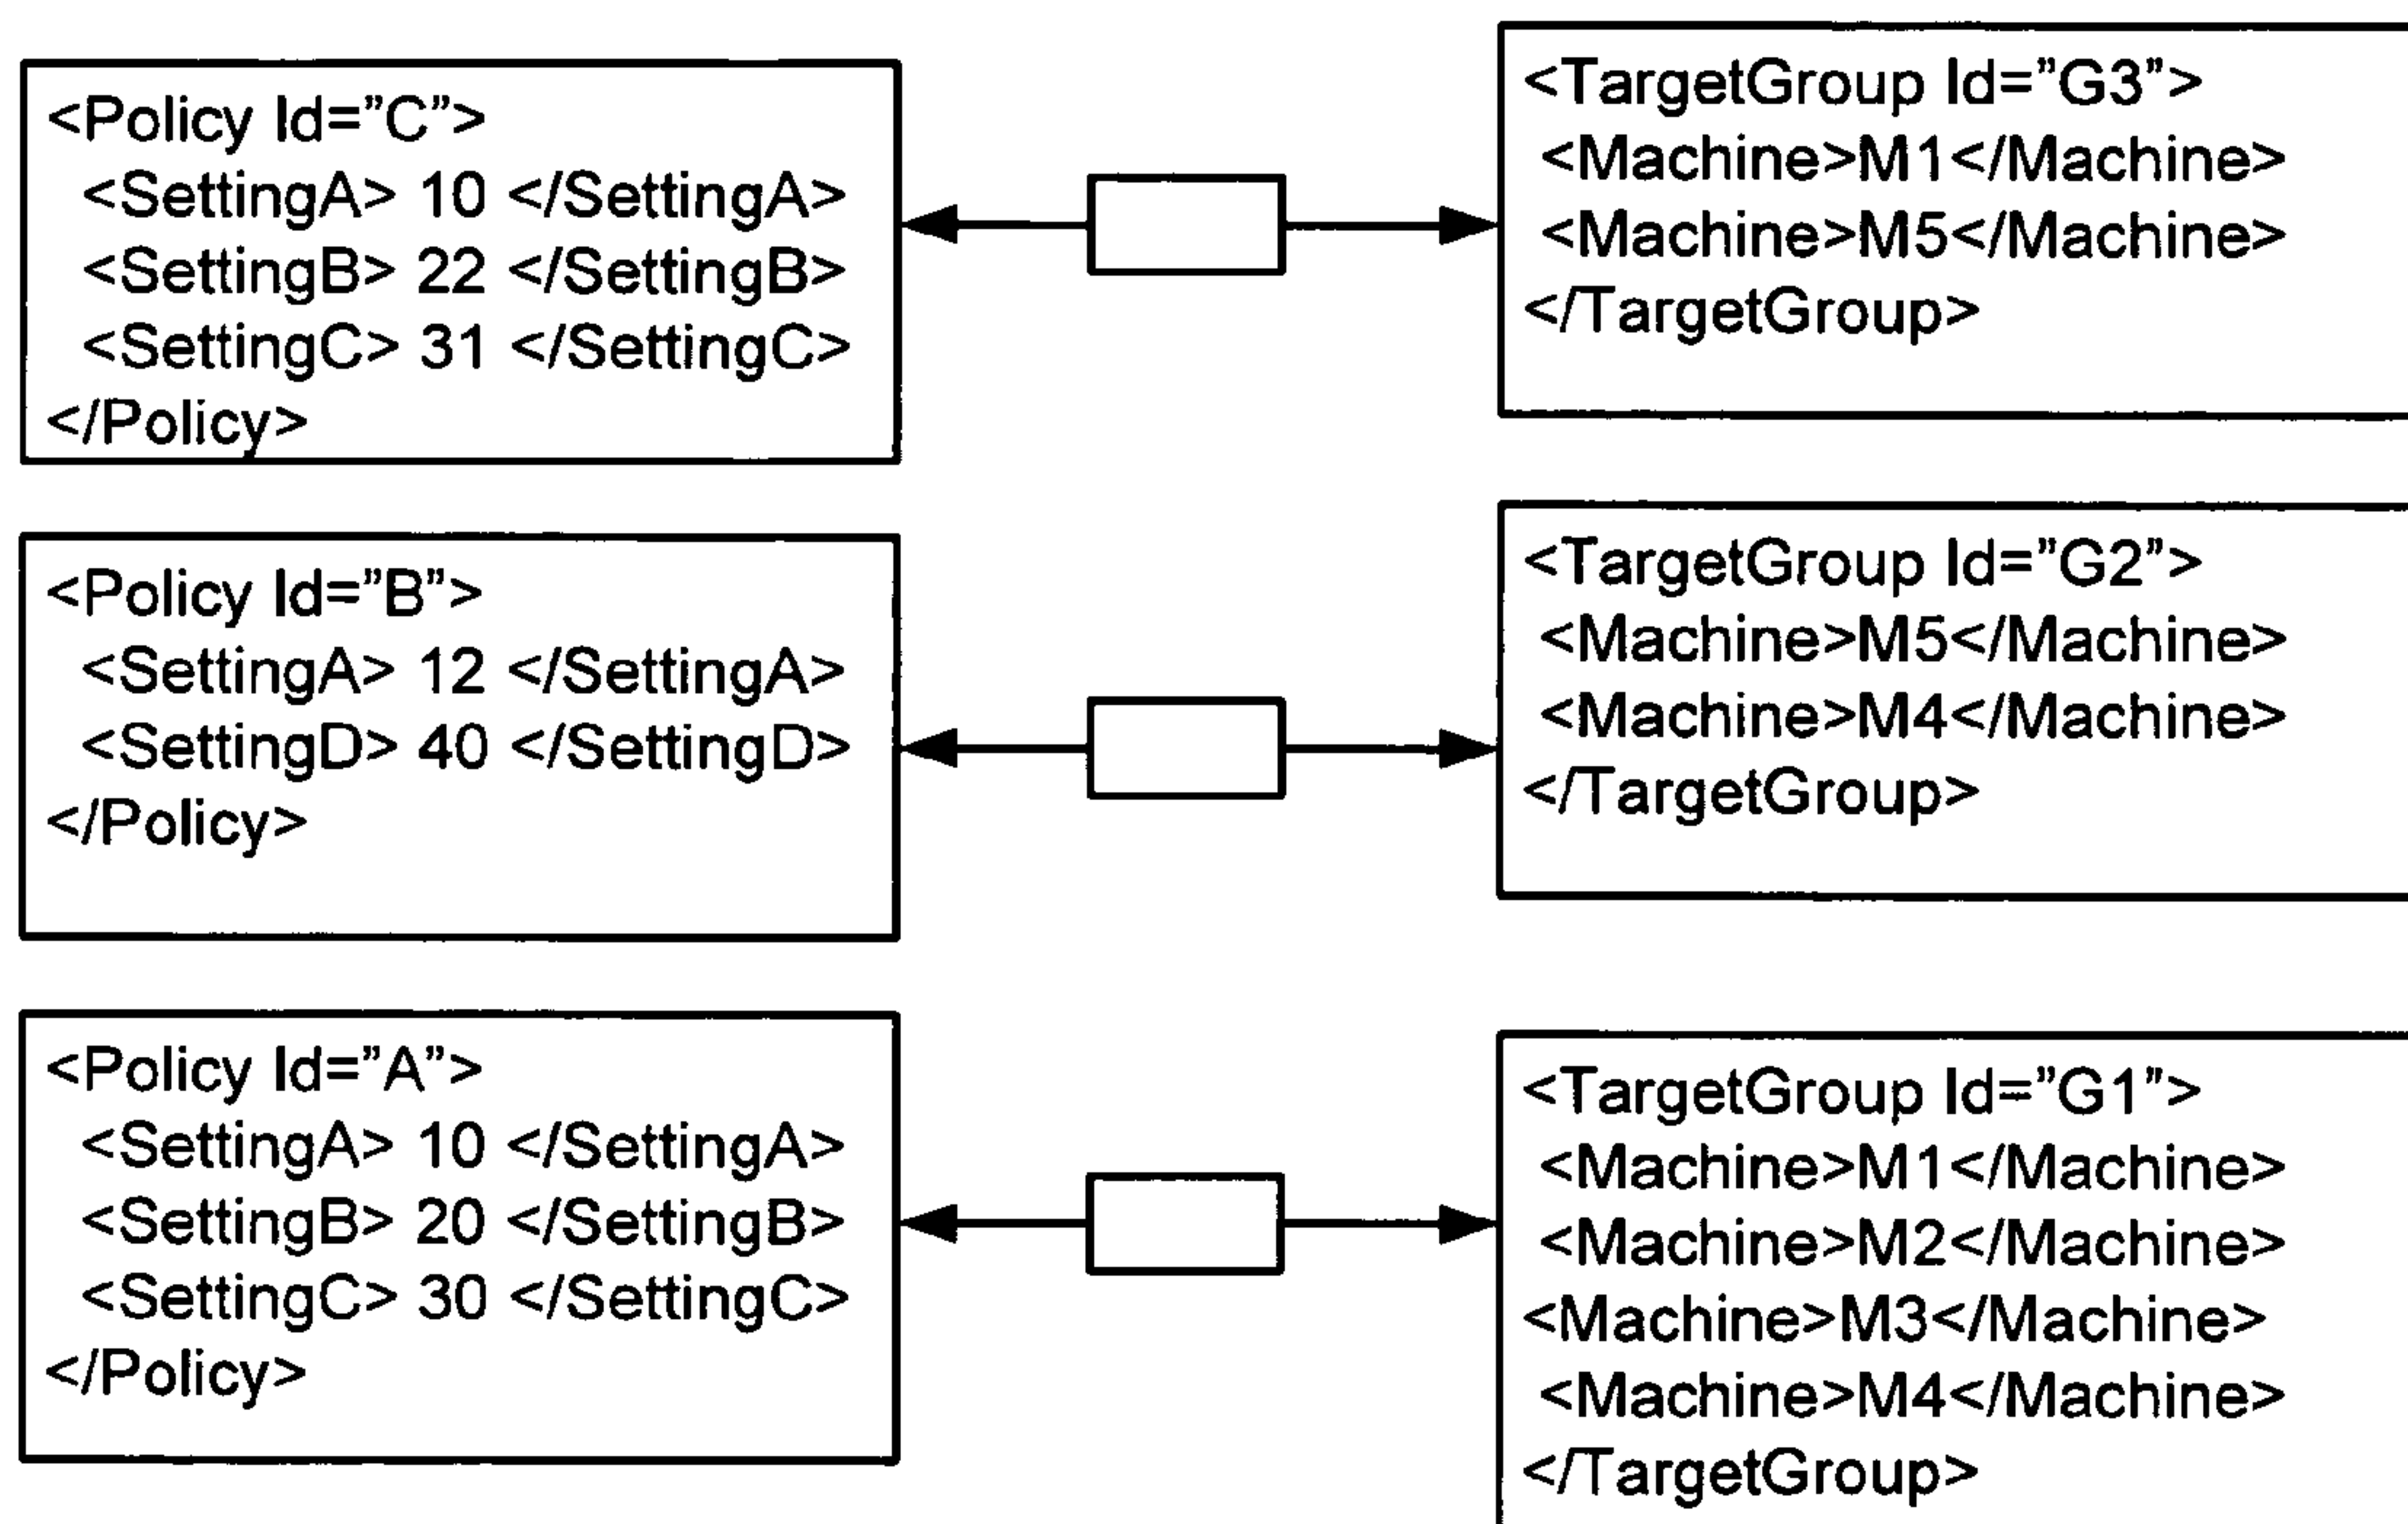 <Policy Id=”C”>
<SettingA> 10 </SettingA>
<SettingB> 22 </SettingB>
<SettingC> 31 </SettingC>
</Policy>
<TargetGroup Id=”G3”>
<Machine>M1</Machine>
<Machine>M5</Machine>
</TargetGroup>
<Policy Id=”B”>
<SettingA> 12 </SettingA>
<SettingD> 40 </SettingD>
</Policy>
<TargetGroup Id=”G2”>
<Machine>M5</Machine>
<Machine>M4</Machine>
</TargetGroup>
<Policy Id=”A”>
<SettingA> 10 </SettingA>
<SettingB> 20 </SettingB>
<SettingC> 30 </SettingC>
</Policy>
<TargetGroup Id=”G1”>
<Machine>M1</Machine>
<Machine>M2</Machine>
<Machine>M3</Machine>
<Machine>M4</Machine>
</TargetGroup>